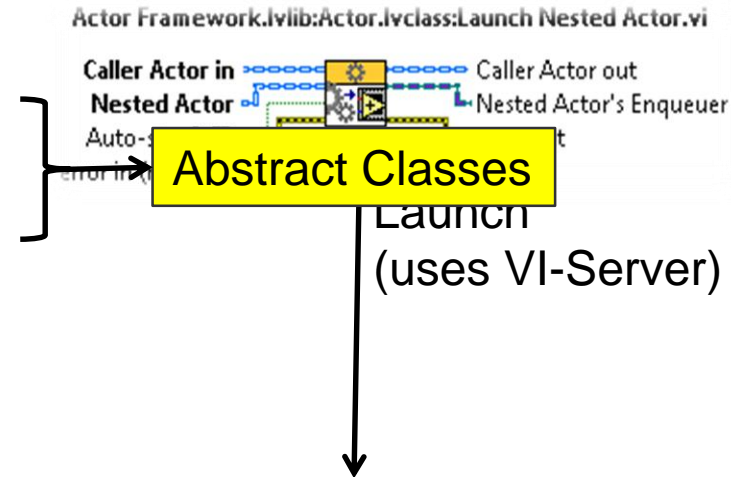 Actor Framework.lvlib:Actor.lvclass:Launch Nested Actor.vi
Caller Actor in
Caller Actor out
Nested Actor
Nested Actor's Enqueuer
Abstract Classes
Launch
(uses VI-Server)